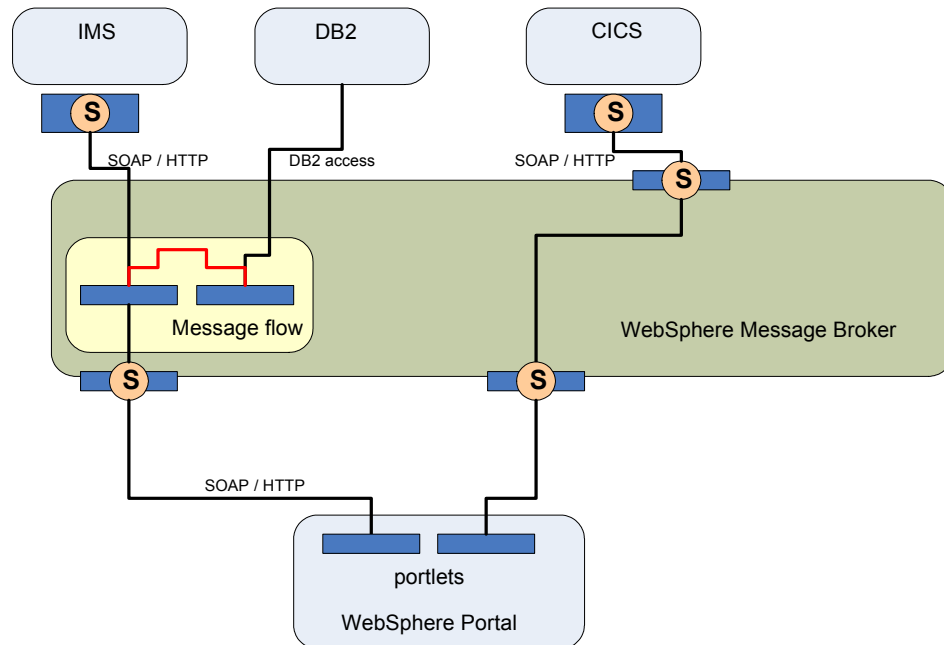 IMS
DB2
CICS
S
S
SOAP / HTTP
DB2 access
SOAP / HTTP
S
Message flow
WebSphere Message Broker
S
S
SOAP / HTTP
portlets
WebSphere Portal